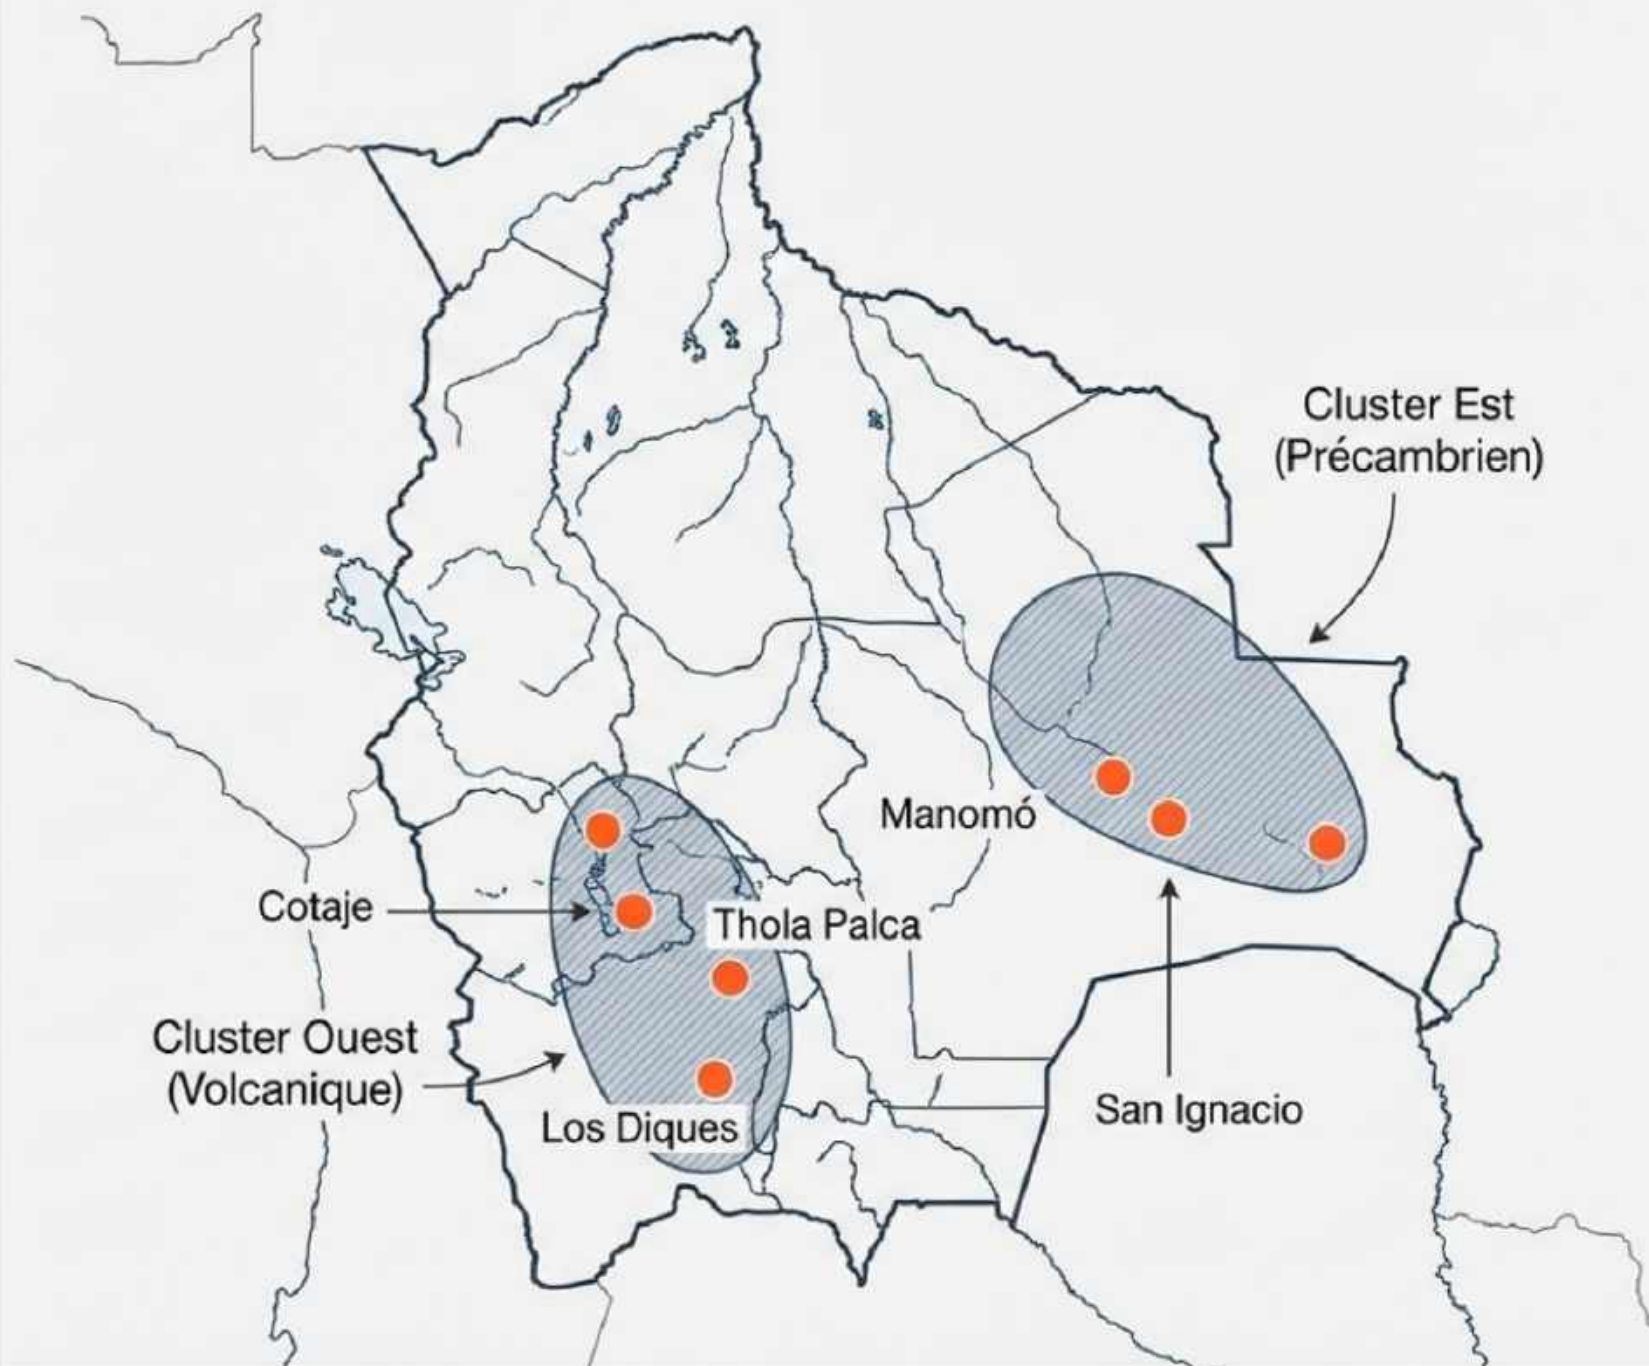 Cluster Est
(Précambrien)
Manomó
Cotaje
Thola Palca
Cluster Ouest
(Volcanique)
Los Diques
San Ignacio